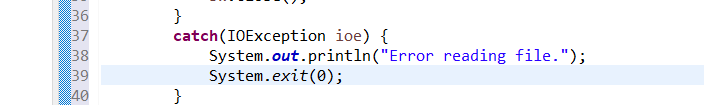 36 }
37 catch(IOException ioe) {
38 System.out.println("Error reading file.");
39 System.exit(0);
40 }